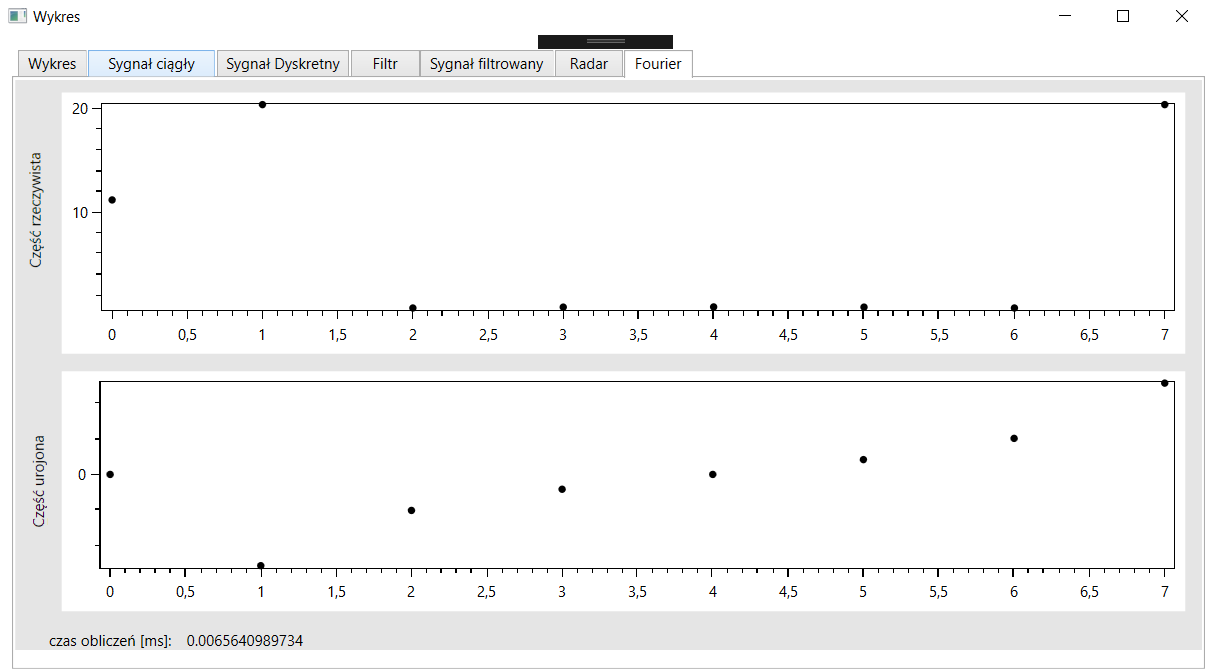 Wykres
Wykres Sygnał ciągły Sygnał Dyskretny Filtr Sygnał filtrowany Radar Fourier
Część rzeczywista
20
10
0 0,5 1 1,5 2 2,5 3 3,5 4 4,5 5 5,5 6 6,5 7
Część urojona
0
0 0,5 1 1,5 2 2,5 3 3,5 4 4,5 5 5,5 6 6,5 7
czas obliczeń [ms]: 0.0065640989734